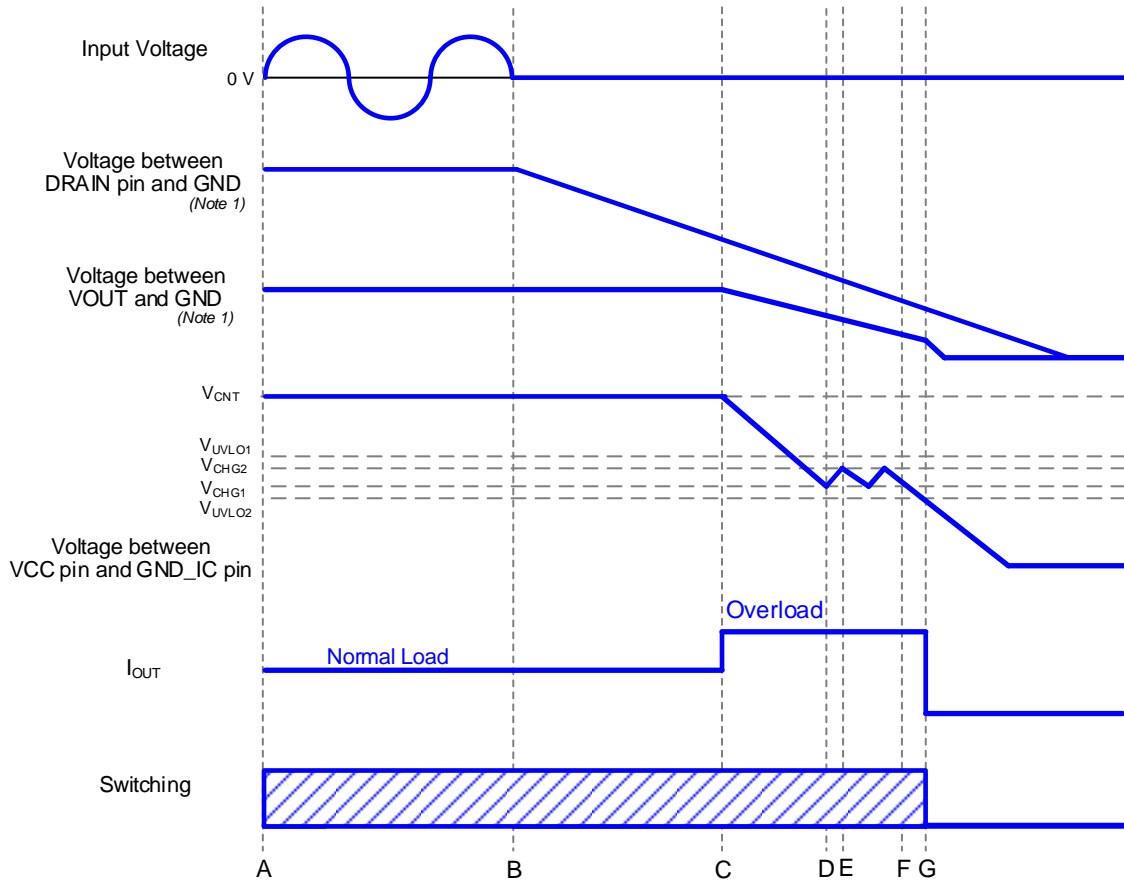 Input Voltage
0 V
Voltage between
DRAIN pin and GND
(Note 1)
Voltage between
VOUT and GND
(Note 1)
VCNT
VUVLO1
VCHG2
VCHG1
VUVLO2
Voltage between
VCC pin and GND_IC pin
Overload
Normal Load
IOUT
Switching
A B C D E F G